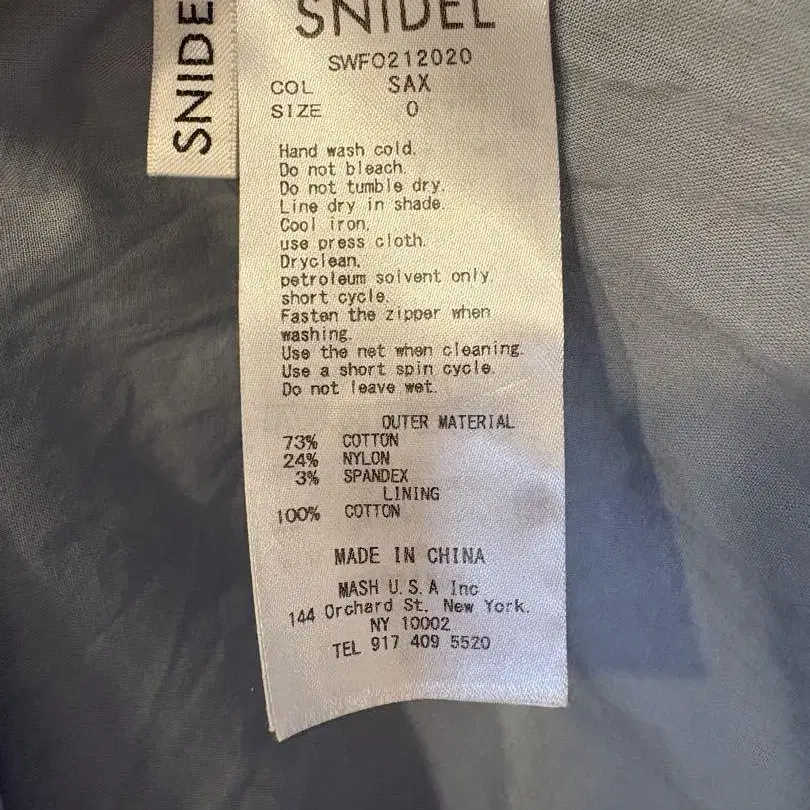 SNIDEL
SNIDE
SWFO212020
COL SAX
SIZE 0
Hand wash cold.
Do not bleach.
Do not tumble dry.
Line dry in shade.
Cool iron,
use press cloth.
Dryclean,
petroleum solvent only.
short cycle.
Fasten the zipper when
washing.
Use the net when cleaning.
Use a short spin cycle.
Do not leave wet.
OUTER MATERIAL
73% COTTON
24% NYLON
3% SPANDEX
LINING
100% COTTON
MADE IN CHINA
MASH U.S.A Inc
144 Orchard St, New York.
NY 10002
TEL 917 409 5520